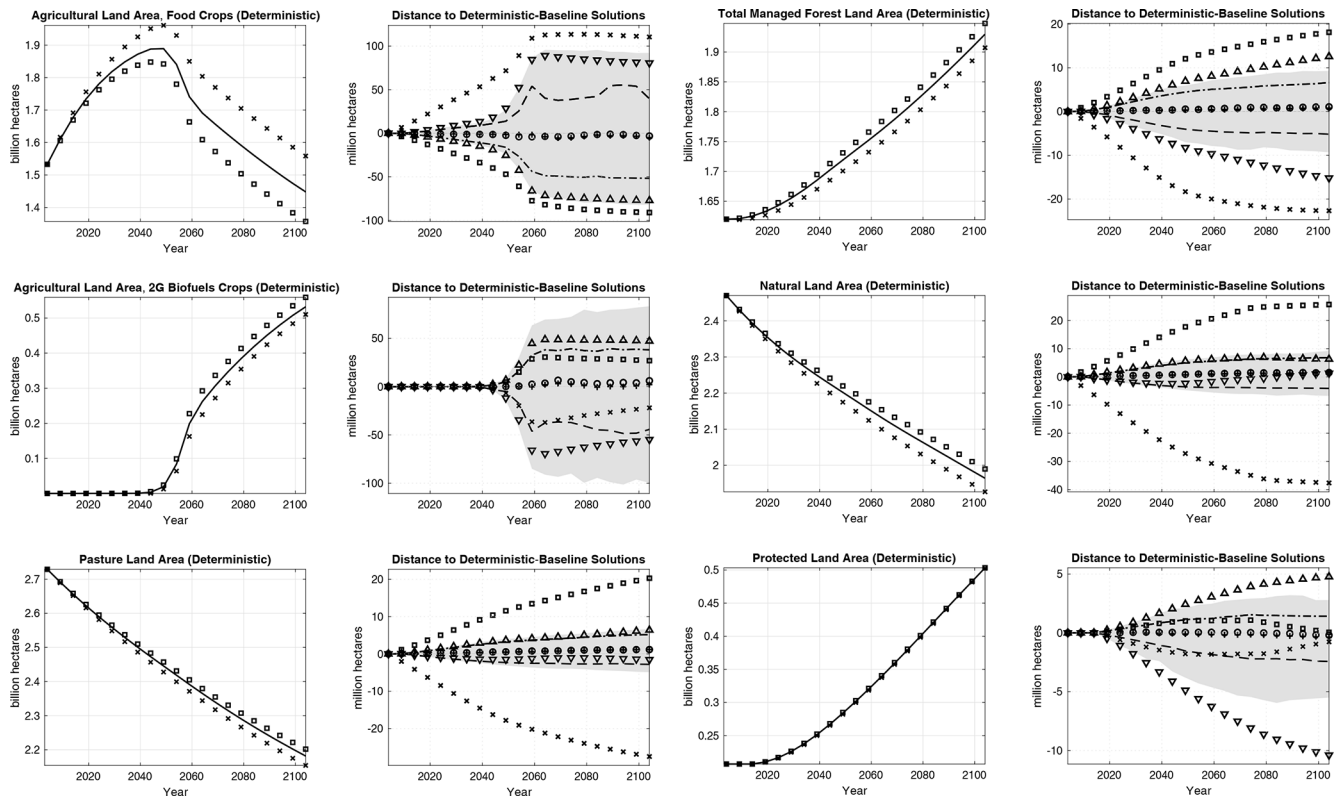 Agricultural Land Area, Food Crops (Deterministic)
billion hectares
1.9
1.8
1.7
1.6
1.5
1.4
2020 2040 2060 2080 2100
Year
Distance to Deterministic-Baseline Solutions
million hectares
100
50
0
-50
-100
2020 2040 2060 2080 2100
Year
Total Managed Forest Land Area (Deterministic)
billion hectares
1.95
1.9
1.85
1.8
1.75
1.7
1.65
2020 2040 2060 2080 2100
Year
Distance to Deterministic-Baseline Solutions
million hectares
20
10
0
-10
-20
2020 2040 2060 2080 2100
Year
Agricultural Land Area, 2G Biofuels Crops (Deterministic)
billion hectares
0.5
0.4
0.3
0.2
0.1
2020 2040 2060 2080 2100
Year
Distance to Deterministic-Baseline Solutions
million hectares
50
0
-50
-100
2020 2040 2060 2080 2100
Year
Natural Land Area (Deterministic)
billion hectares
2.4
2.3
2.2
2.1
2
2020 2040 2060 2080 2100
Year
Distance to Deterministic-Baseline Solutions
million hectares
20
10
0
-10
-20
-30
-40
2020 2040 2060 2080 2100
Year
Pasture Land Area (Deterministic)
billion hectares
2.7
2.6
2.5
2.4
2.3
2.2
2020 2040 2060 2080 2100
Year
Distance to Deterministic-Baseline Solutions
million hectares
20
10
0
-10
-20
2020 2040 2060 2080 2100
Year
Protected Land Area (Deterministic)
billion hectares
0.5
0.45
0.4
0.35
0.3
0.25
2020 2040 2060 2080 2100
Year
Distance to Deterministic-Baseline Solutions
million hectares
5
0
-5
-10
2020 2040 2060 2080 2100
Year